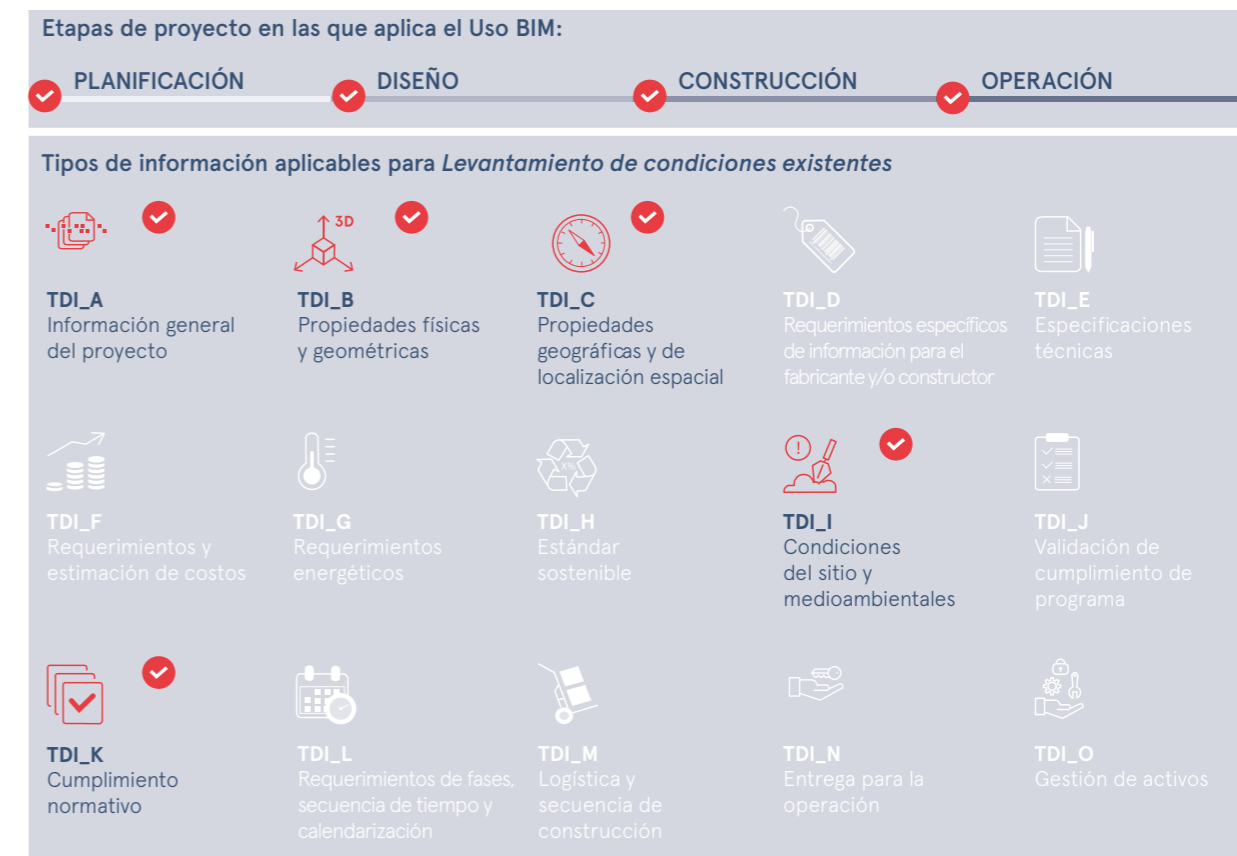 Etapas de proyecto en las que aplica el Uso BIM:
PLANIFICACIÓN
DISEÑO
CONSTRUCCIÓN
OPERACIÓN
Tipos de información aplicables para Levantamiento de condiciones existentes
TDI_A
Información general
del proyecto
3D
TDI_B
Propiedades físicas
y geométricas
TDI_C
Propiedades
geográficas y de
localización espacial
TDI_D
Requerimientos específicos
de información para el
fabricante y/o constructor
TDI_E
Especificaciones
técnicas
TDI_F
Requerimientos y
estimación de costos
TDI_G
Requerimientos
energéticos
X%
TDI_H
Estándar
sostenible
!
TDI_I
Condiciones
del sitio y
medioambientales
TDI_J
Validación de
cumplimiento de
programa
TDI_K
Cumplimiento
normativo
TDI_L
Requerimientos de fases,
secuencia de tiempo y
calendarización
TDI_M
Logística y
secuencia de
construcción
TDI_N
Entrega para la
operación
TDI_O
Gestión de activos